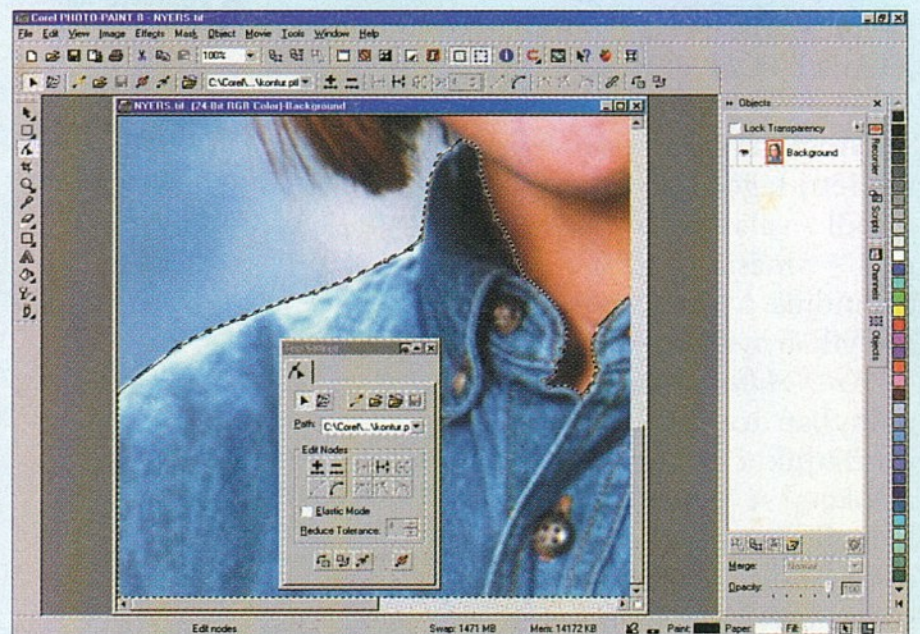 Corel PHOTO-PAINT 8 - NYERS.tif
File Edit View Image Effects Mask Object Movie Tools Window Help
100%
C:\Corel\...\kontur.ptl
NYERS.tif (24-Bit RGB Color)-Background
Objects
Lock Transparency
Background
Recorder
Scripts
Channels
Objects
Path: C:\Corel\...\kontur.p
Edit Nodes
Elastic Mode
Reduce Tolerance:
Merge: Normal
Opacity: 100
Edit nodes
Swap: 1471 MB
Mem: 14172 KB
Paint:
Paper:
Fill: